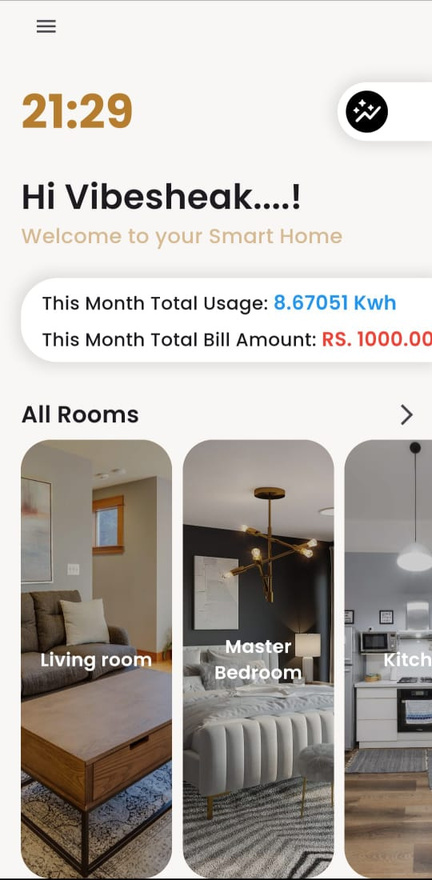 21:29
Hi Vibesheak....!
Welcome to your Smart Home
This Month Total Usage: 8.67051 Kwh
This Month Total Bill Amount: RS. 1000.00
All Rooms
Living room
Master
Bedroom
Kitch